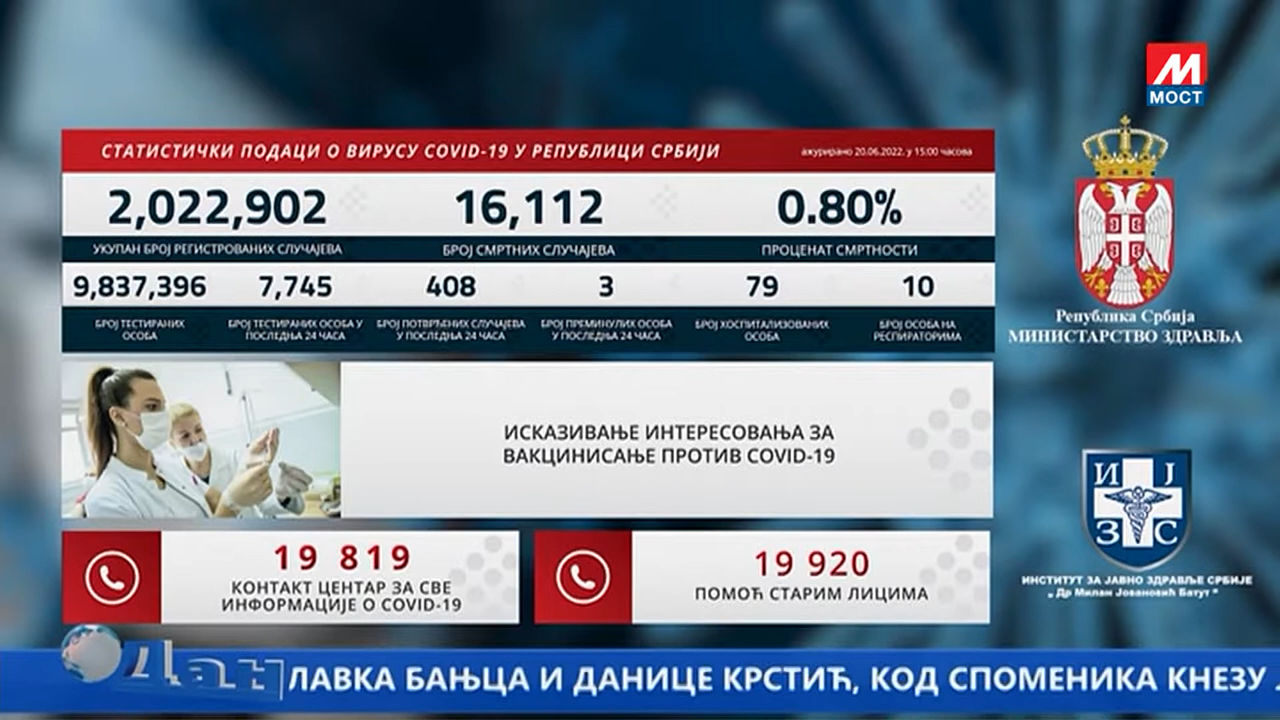 М
МОСТ
СТАТИСТИЧКИ ПОДАЦИ О ВИРУСУ COVID-19 У РЕПУБЛИЦИ СРБИЈИ
ажурирано 20.06.2022. у 15:00 часова
2,022,902
УКУПАН БРОЈ РЕГИСТРОВАНИХ СЛУЧАЈЕВА
16,112
БРОЈ СМРТНИХ СЛУЧАЈЕВА
0.80%
ПРОЦЕНАТ СМРТНОСТИ
9,837,396
БРОЈ ТЕСТИРАНИХ
ОСОБА
7,745
БРОЈ ТЕСТИРАНИХ ОСОБА У
ПОСЛЕДЊА 24 ЧАСА
408
БРОЈ ПОТВРЂЕНИХ СЛУЧАЈЕВА
У ПОСЛЕДЊА 24 ЧАСА
3
БРОЈ ПРЕМИНУЛИХ ОСОБА
У ПОСЛЕДЊА 24 ЧАСА
79
БРОЈ ХОСПИТАЛИЗОВАНИХ
ОСОБА
10
БРОЈ ОСОБА НА
РЕСПИРАТОРИМА
Република Србија
МИНИСТАРСТВО ЗДРАВЉА
ИСКАЗИВАЊЕ ИНТЕРЕСОВАЊА ЗА
ВАКЦИНИСАЊЕ ПРОТИВ COVID-19
И Ј
З С
ИНСТИТУТ ЗА ЈАВНО ЗДРАВЉЕ СРБИЈЕ
„ Др Милан Јовановић Батут "
19 819
КОНТАКТ ЦЕНТАР ЗА СВЕ
ИНФОРМАЦИЈЕ О COVID-19
19 920
ПОМОЋ СТАРИМ ЛИЦИМА
Дан
ЛАВКА БАЊЦА И ДАНИЦЕ КРСТИЋ, КОД СПОМЕНИКА КНЕЗУ